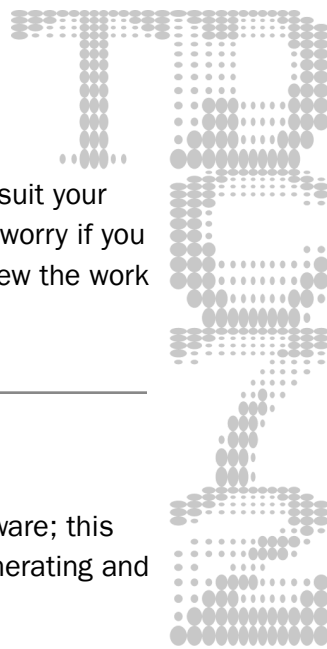 suit your
worry if you
ew the work
ware; this
nerating and